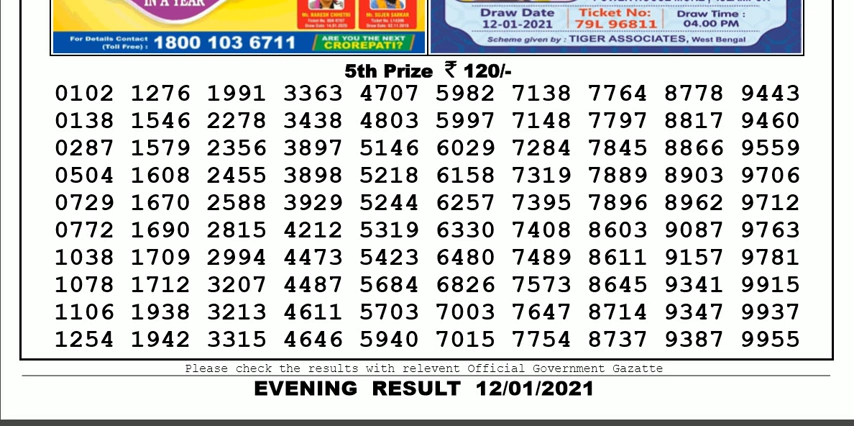 IN A YEAR
Mr. NARESH CHHETRI
Mr. SUJEN SARKAR
For Details Contact
(Toll Free) : 1800 103 6711
ARE YOU THE NEXT
CROREPATI?
Draw Date
12-01-2021
Ticket No:
79L 96811
Draw Time :
04.00 PM
Scheme given by : TIGER ASSOCIATES, West Bengal
5th Prize ₹ 120/-
0102 1276 1991 3363 4707 5982 7138 7764 8778 9443
0138 1546 2278 3438 4803 5997 7148 7797 8817 9460
0287 1579 2356 3897 5146 6029 7284 7845 8866 9559
0504 1608 2455 3898 5218 6158 7319 7889 8903 9706
0729 1670 2588 3929 5244 6257 7395 7896 8962 9712
0772 1690 2815 4212 5319 6330 7408 8603 9087 9763
1038 1709 2994 4473 5423 6480 7489 8611 9157 9781
1078 1712 3207 4487 5684 6826 7573 8645 9341 9915
1106 1938 3213 4611 5703 7003 7647 8714 9347 9937
1254 1942 3315 4646 5940 7015 7754 8737 9387 9955
Please check the results with relevent Official Government Gazatte
EVENING RESULT 12/01/2021